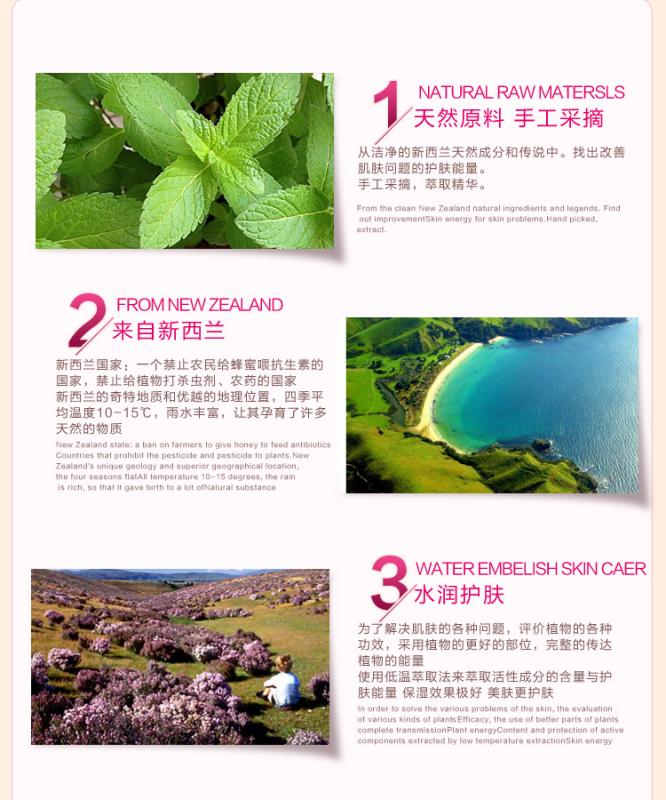 1
NATURAL RAW MATERSLS
天然原料 手工采摘
从洁净的新西兰天然成分和传说中。找出改善
肌肤问题的护肤能量。
手工采摘，萃取精华。
From the clean New Zealand natural ingredients and legends. Find
out improvementSkin energy for skin problems.Hand picked,
extract.
2
FROM NEW ZEALAND
来自新西兰
新西兰国家；一个禁止农民给蜂蜜喂抗生素的
国家，禁止给植物打杀虫剂、农药的国家
新西兰的奇特地质和优越的地理位置，四季平
均温度10-15℃，雨水丰富，让其孕育了许多
天然的物质
New Zealand state: a ban on farmers to give honey to feed antibiotics
Countries that prohibit the pesticide and pesticide to plants.New
Zealand's unique geology and superior geographical location,
the four seasons flatAll temperature 10-15 degrees, the rain
is rich, so that it gave birth to a lot ofNatural substance
3
WATER EMBELISH SKIN CAER
水润护肤
为了解决肌肤的各种问题，评价植物的各种
功效，采用植物的更好的部位，完整的传达
植物的能量
使用低温萃取法来萃取活性成分的含量与护
肤能量 保湿效果极好 美肤更护肤
In order to solve the various problems of the skin, the evaluation
of various kinds of plantsEfficacy, the use of better parts of plants
complete transmissionPlant energyContent and protection of active
components extracted by low temperature extractionSkin energy